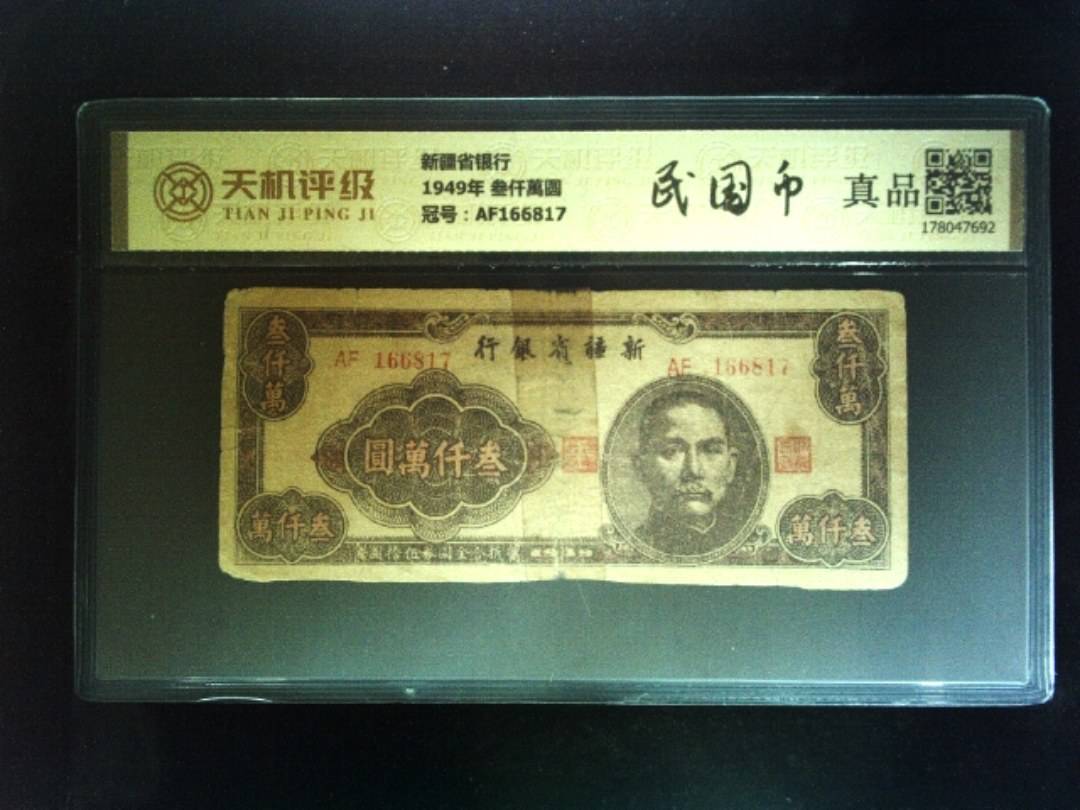 天机评级
TIAN JI PING JI
新疆省银行
1949年 叁仟萬圆
冠号：AF166817
民国币
真品
178047692
叁仟萬
行銀省疆新
叁仟萬
AF 166817
AF 166817
圓萬仟叁
萬仟叁
萬仟叁